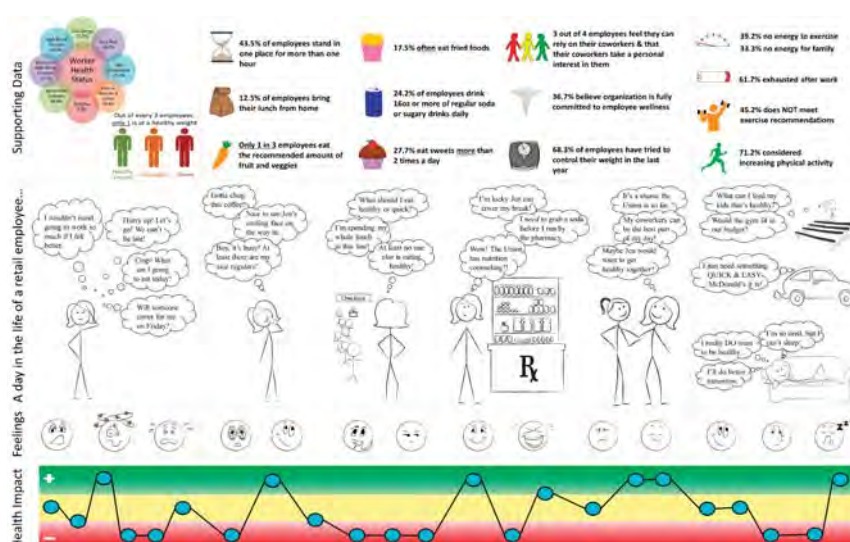 Supporting Data
Worker
Health
Status
Out of every 3 employees,
only 1 is at a healthy weight
43.5% of employees stand in
one place for more than one
hour
12.5% of employees bring
their lunch from home
Only 1 in 3 employees eat
the recommended amount of
fruit and veggies
17.5% often eat fried foods
24.2% of employees drink
16oz or more of regular soda
or sugary drinks daily
27.7% eat sweets more than
2 times a day
3 out of 4 employees feel they
can rely on their coworkers & that
their coworkers take a personal
interest in them
36.7% believe organization is fully
committed to employee wellness
68.3% of employees have tried to
control their weight in the last
year
39.2% no energy to exercise
33.3% no energy for family
61.7% exhausted after work
45.2% does NOT meet
exercise recommendations
71.2% considered
increasing physical activity
A day in the life of a retail employee...
I wouldn't mind
going to work so
much if I felt
better.
Hurry up! Let's
go! We can't
be late!
Crap! What
am I going
to eat today?
Will someone
cover for me
on Friday?
Gotta chug
this coffee!
Nice to see Jen's
smiling face on
the way in.
Boy, it's busy! At
least there are my
usual regulars!
What should I eat
healthy or quick?
I'm spending my
whole lunch in
this line!
At least no one
else is eating
healthy!
I'm lucky Jen can
cover my break!
I need to grab a soda
before I run by
the pharmacy.
Wow! The Union
has nutrition
counseling?!
Rx
It's a shame the
Union is so far.
My coworkers can
be the best part
of my day!
Maybe Jen would
want to get
healthy together?
What can I feed my
kids that's healthy?
Would the gym fit in
our budget?
I just need something
QUICK & EASY.
McDonald's it is!
I really DO want
to be healthy.
I'm so tired, but I
can't sleep.
I'll do better
tomorrow.
Feelings
zz
Health Impact
+
–